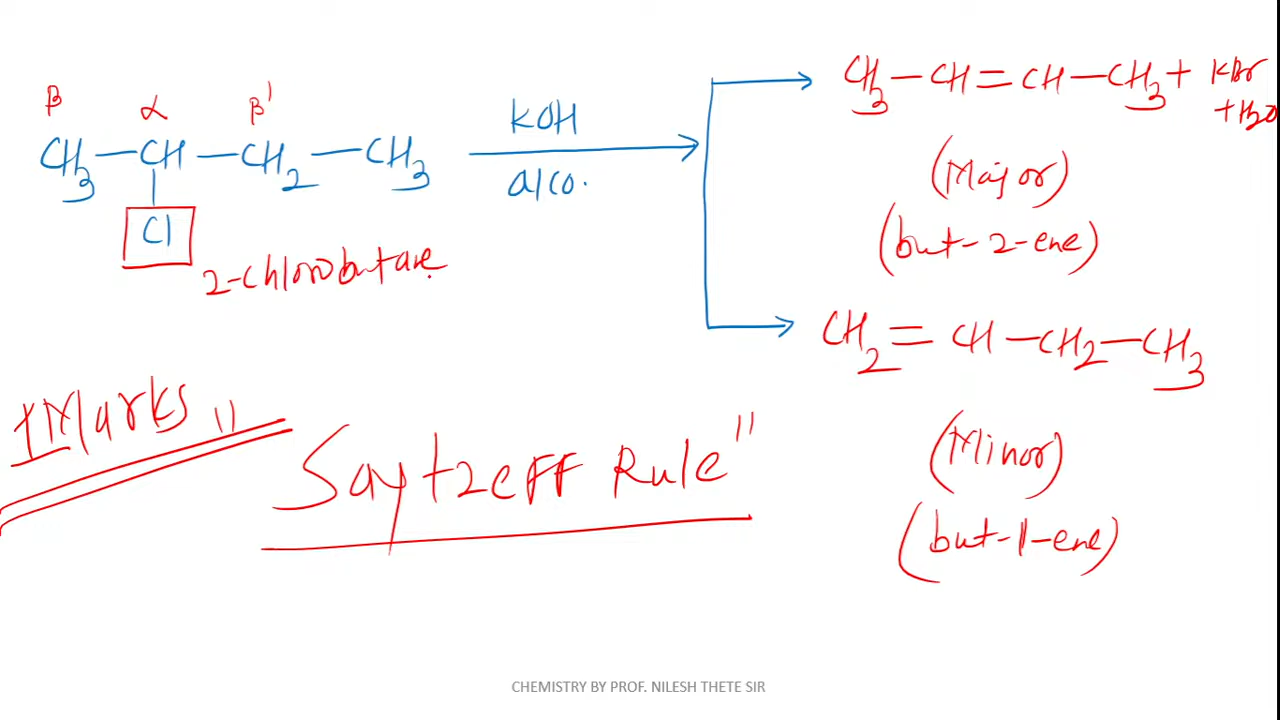 β α β'
CH3 — CH — CH2 — CH3
Cl
2-chlorobutane
KOH
alco.
CH3 — CH = CH — CH3 + KBr
+ H2O
(Major)
(but-2-ene)
CH2 = CH — CH2 — CH3
(Minor)
(but-1-ene)
1Marks "
Saytzeff Rule"
CHEMISTRY BY PROF. NILESH THETE SIR